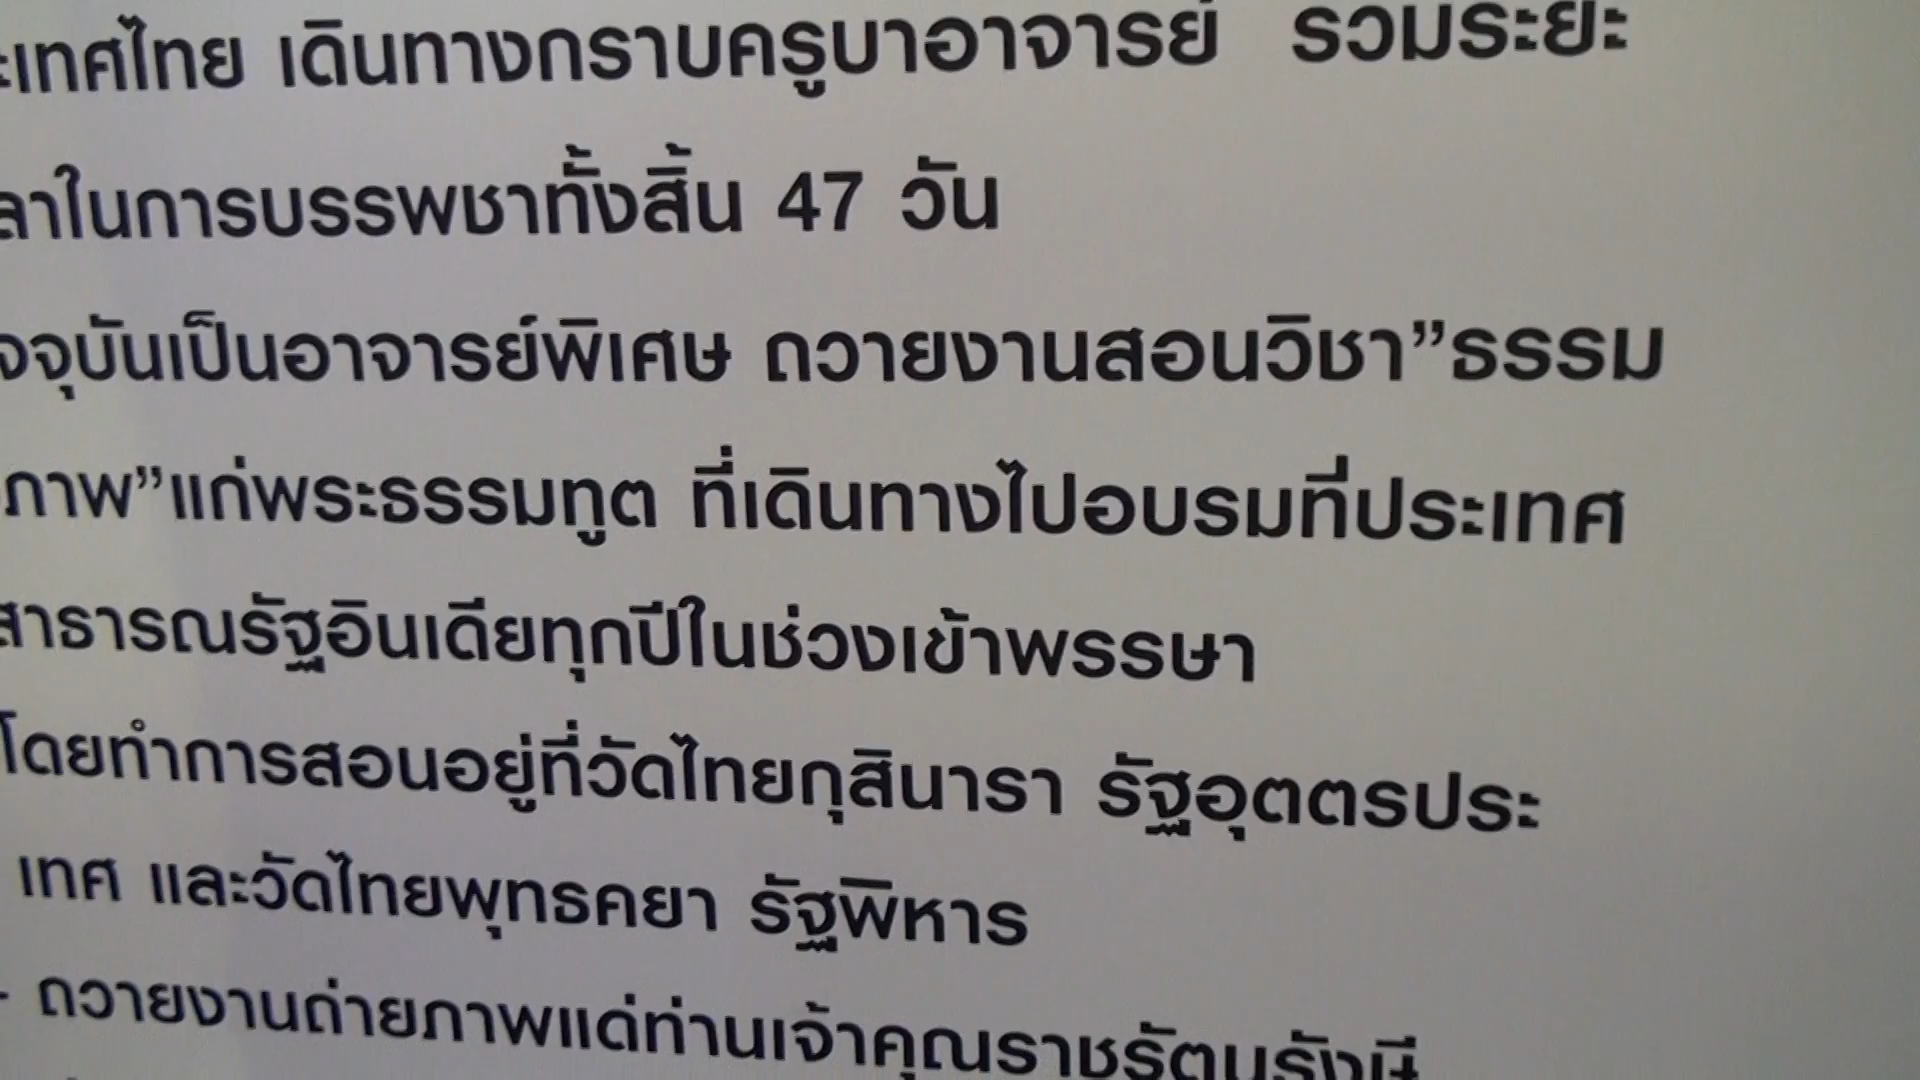 ะเทศไทย เดินทางกราบครูบาอาจารย์ รวมระยะ
ลาในการบรรพชาทั้งสิ้น 47 วัน
จจุบันเป็นอาจารย์พิเศษ ถวายงานสอนวิชา”ธรรม
ภาพ”แก่พระธรรมทูต ที่เดินทางไปอบรมที่ประเทศ
สาธารณรัฐอินเดียทุกปีในช่วงเข้าพรรษา
โดยทำการสอนอยู่ที่วัดไทยกุสินารา รัฐอุตตรประ
เทศ และวัดไทยพุทธคยา รัฐพิหาร
- ถวายงานถ่ายภาพแด่ท่านเจ้าคุณราชรัตนรังษี